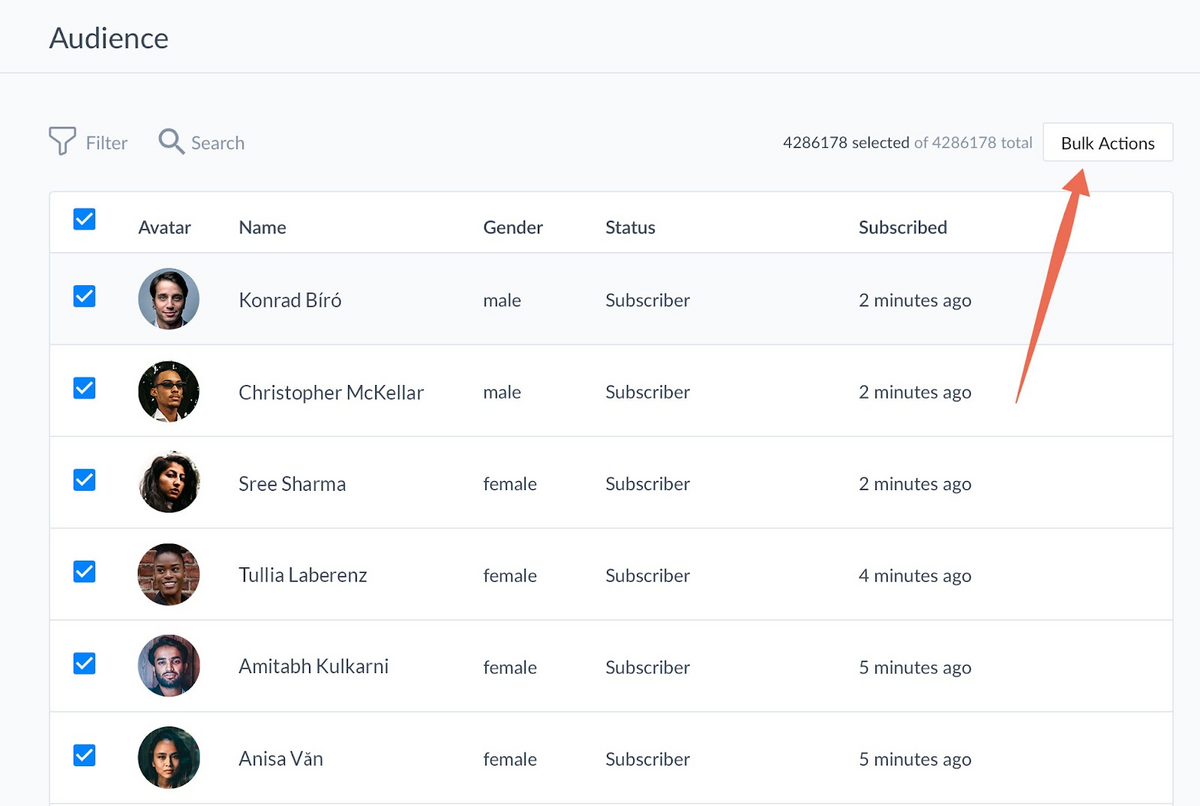 Audience
Filter Search 4286178 selected of 4286178 total Bulk Actions
Avatar Name Gender Status Subscribed
Konrad Bíró male Subscriber 2 minutes ago
Christopher McKellar male Subscriber 2 minutes ago
Sree Sharma female Subscriber 2 minutes ago
Tullia Laberenz female Subscriber 4 minutes ago
Amitabh Kulkarni female Subscriber 5 minutes ago
Anisa Văn female Subscriber 5 minutes ago